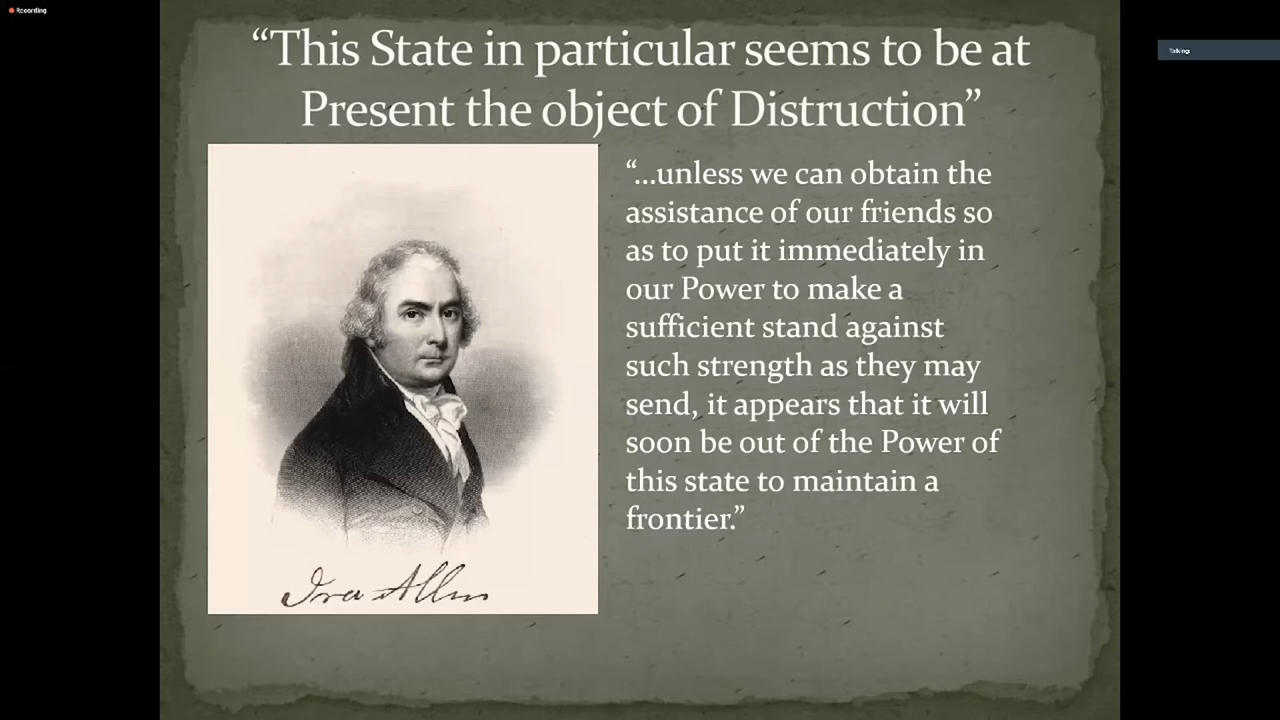 Recording
Talking:
“This State in particular seems to be at
Present the object of Distruction”
“...unless we can obtain the
assistance of our friends so
as to put it immediately in
our Power to make a
sufficient stand against
such strength as they may
send, it appears that it will
soon be out of the Power of
this state to maintain a
frontier.”
Ira Allen